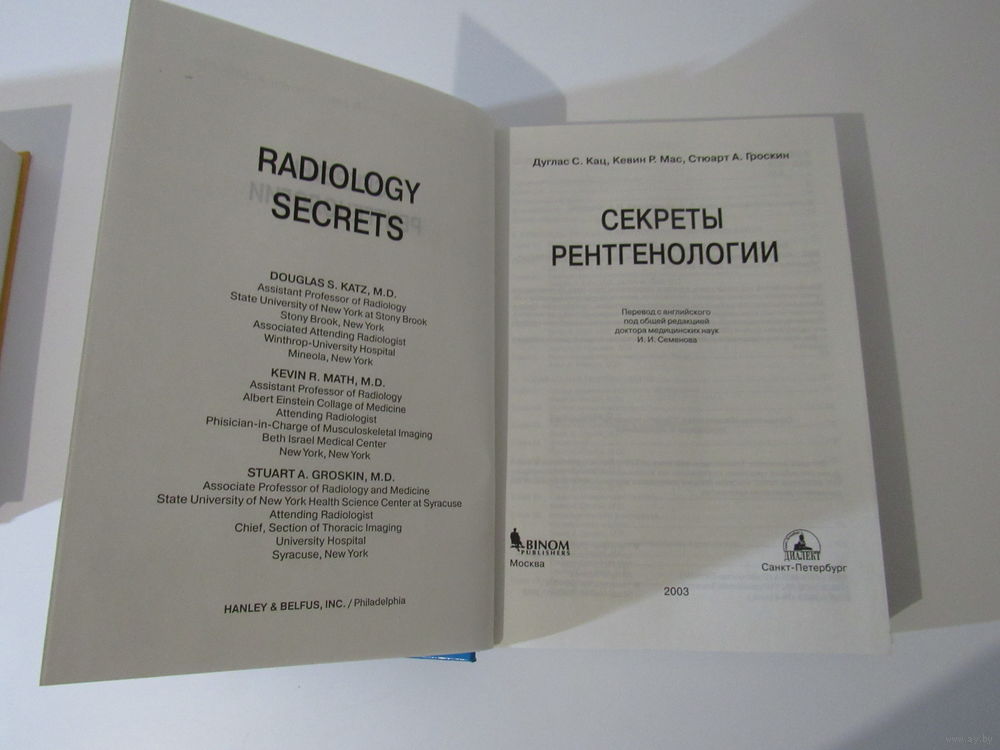 RADIOLOGY
SECRETS
DOUGLAS S. KATZ, M.D.
Assistant Professor of Radiology
State University of New York at Stony Brook
Stony Brook, New York
Associated Attending Radiologist
Winthrop-University Hospital
Mineola, New York
KEVIN R. MATH, M.D.
Assistant Professor of Radiology
Albert Einstein Collage of Medicine
Attending Radiologist
Phisician-in-Charge of Musculoskeletal Imaging
Beth Israel Medical Center
New York, New York
STUART A. GROSKIN, M.D.
Associate Professor of Radiology and Medicine
State University of New York Health Science Center at Syracuse
Attending Radiologist
Chief, Section of Thoracic Imaging
University Hospital
Syracuse, New York
HANLEY & BELFUS, INC. / Philadelphia
Дуглас С. Кац, Кевин Р. Мас, Стюарт А. Гроскин
СЕКРЕТЫ
РЕНТГЕНОЛОГИИ
Перевод с английского
под общей редакцией
доктора медицинских наук
И. И. Семенова
BINOM
PUBLISHERS
Москва
ДИАЛЕКТ
Санкт-Петербург
2003
www.ay.by